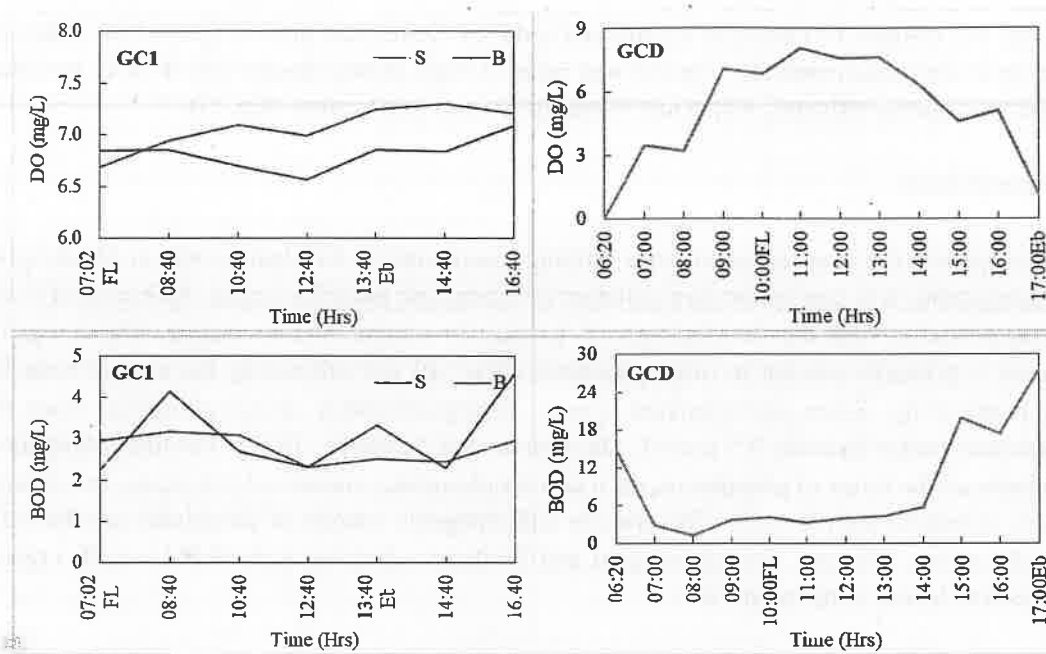 GC1
S B
DO (mg/L)
8.0
7.5
7.0
6.5
6.0
07:02
FL
08:40
10:40
12:40
13:40
Eb
14:40
16:40
Time (Hrs)
GCD
DO (mg/L)
9
6
3
0
06:20
07:00
08:00
09:00
10:00FL
11:00
12:00
13:00
14:00
15:00
16:00
17:00Eb
Time (Hrs)
GC1
S B
BOD (mg/L)
5
4
3
2
1
0
07:02
FL
08:40
10:40
12:40
13:40
Eb
14:40
16:40
Time (Hrs)
GCD
BOD (mg/L)
30
24
18
12
6
0
06:20
07:00
08:00
09:00
10:00FL
11:00
12:00
13:00
14:00
15:00
16:00
17:00Eb
Time (Hrs)